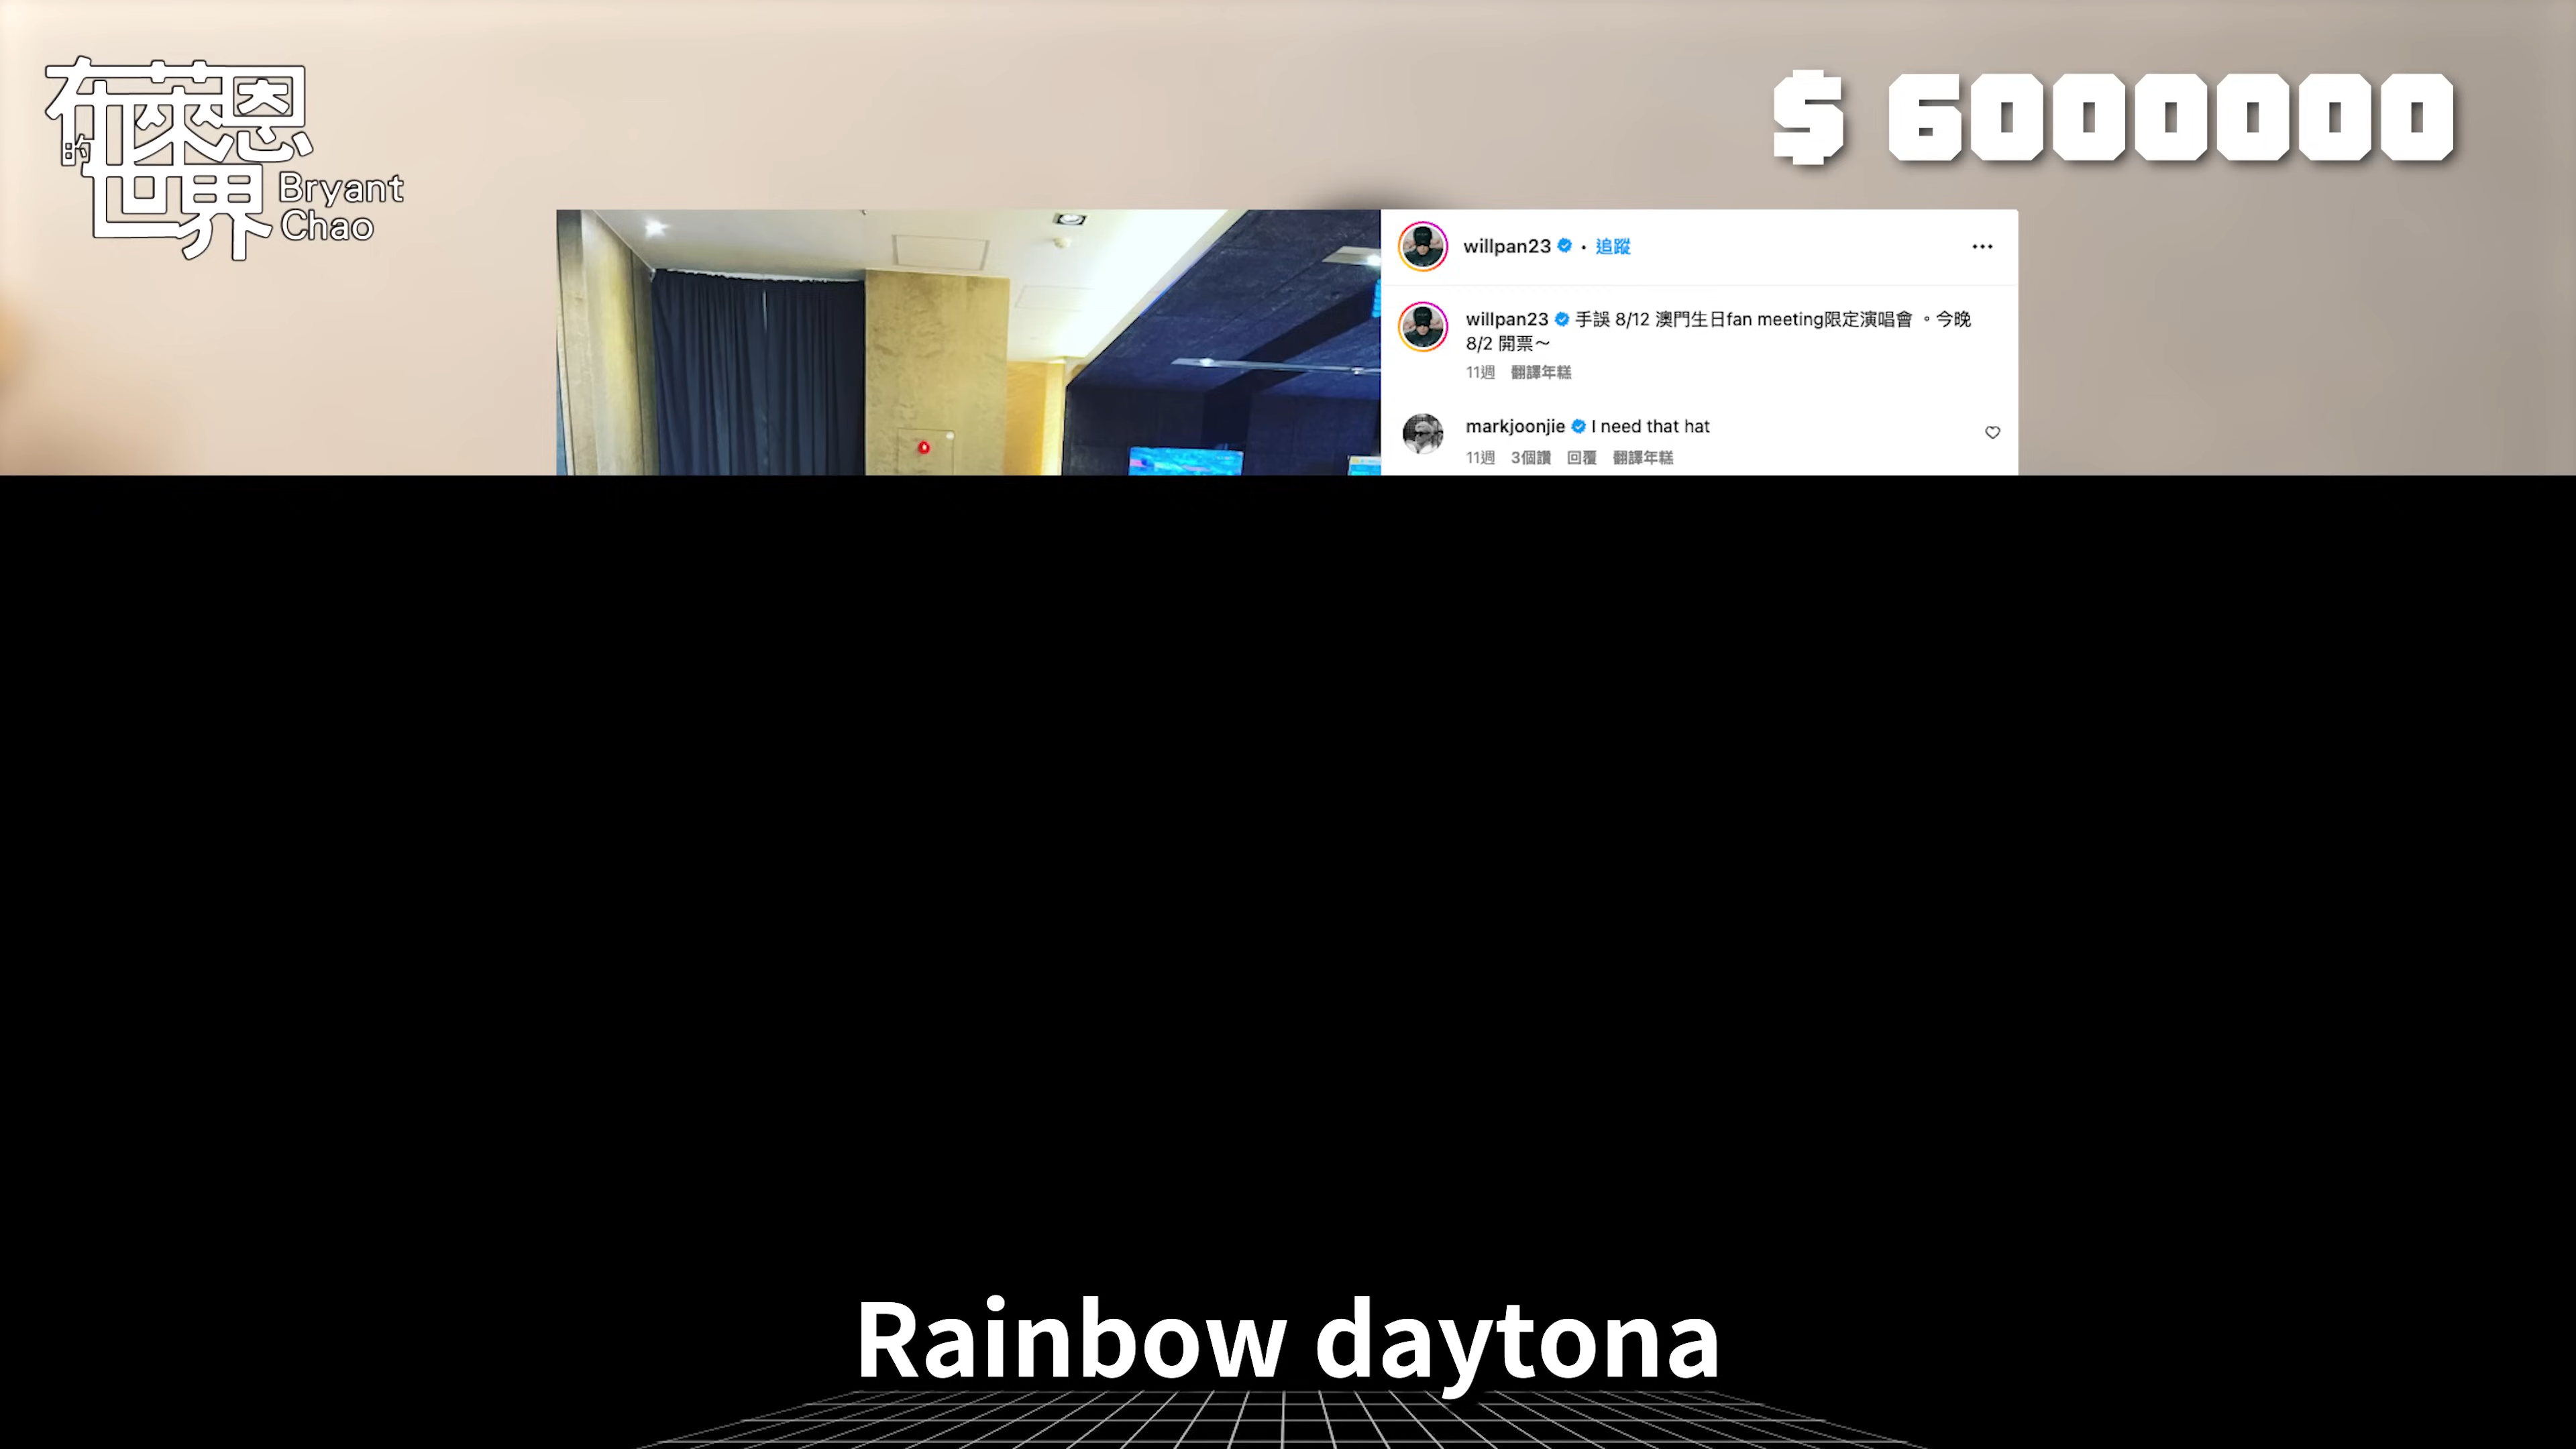 布萊恩
的
世界
Bryant
Chao
$ 6000000
willpan23 • 追蹤
willpan23 手誤 8/12 澳門生日fan meeting限定演唱會 。今晚
8/2 開票～
11週 翻譯年糕
markjoonjie I need that hat
11週 3個讚 回覆 翻譯年糕
Rainbow daytona